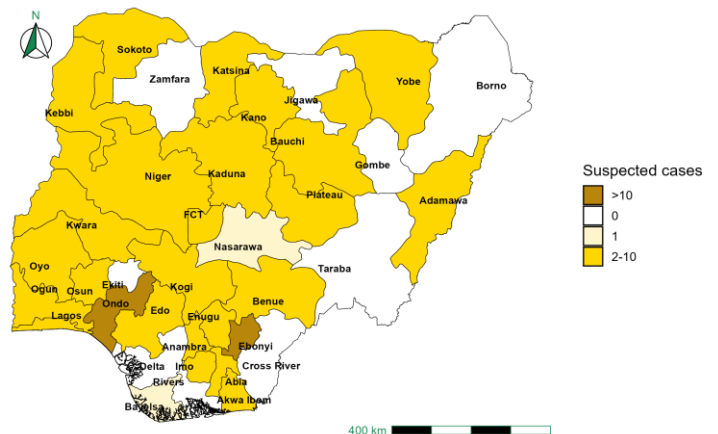 N
Sokoto
Zamfara
Katsina
Yobe
Borno
Jigawa
Kebbi
Kano
Bauchi
Gombe
Niger
Kaduna
Plateau
Adamawa
FCT
Kwara
Nasarawa
Taraba
Oyo
Ogun
Osun
Ekiti
Kogi
Ondo
Lagos
Edo
Enugu
Benue
Anambra
Ebonyi
Delta
Imo
Cross River
Rivers
Abia
Akwa Ibom
Suspected cases
>10
0
1
2-10
400 km